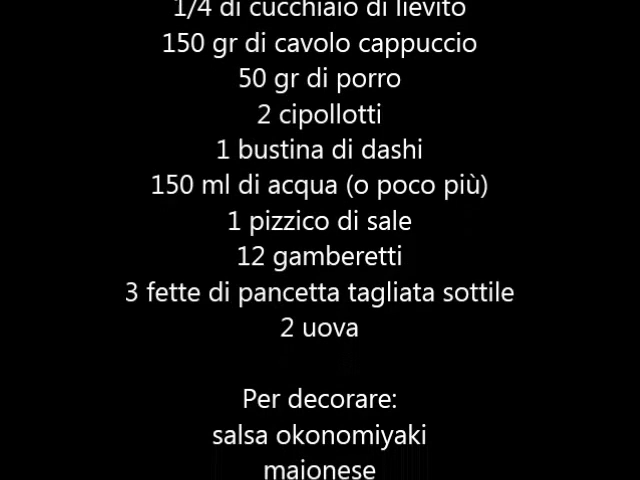 1/4 di cucchiaio di lievito
150 gr di cavolo cappuccio
50 gr di porro
2 cipollotti
1 bustina di dashi
150 ml di acqua (o poco più)
1 pizzico di sale
12 gamberetti
3 fette di pancetta tagliata sottile
2 uova
Per decorare:
salsa okonomiyaki
maionese